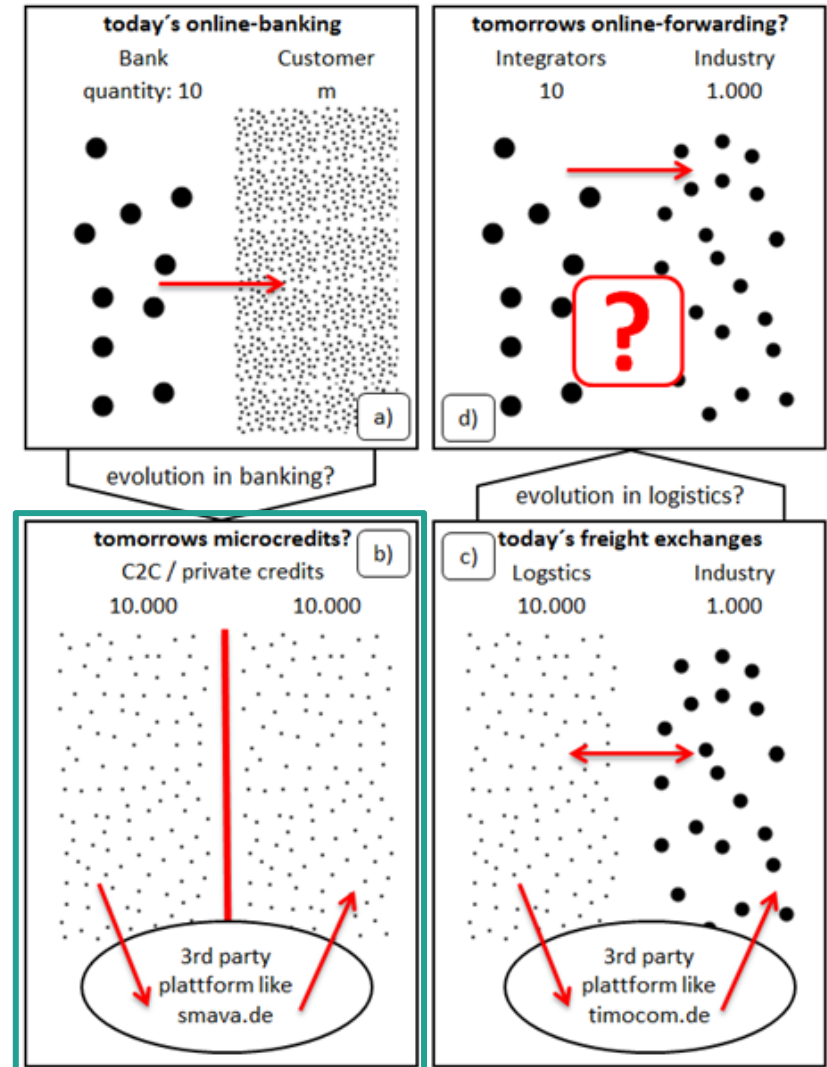 today´s online-banking
Bank Customer
quantity: 10 m
a)
evolution in banking?
tomorrows online-forwarding?
Integrators Industry
10 1.000
?
d)
evolution in logistics?
tomorrows microcredits?
b)
C2C / private credits
10.000 10.000
3rd party
plattform like
smava.de
c)
today´s freight exchanges
Logstics Industry
10.000 1.000
3rd party
plattform like
timocom.de